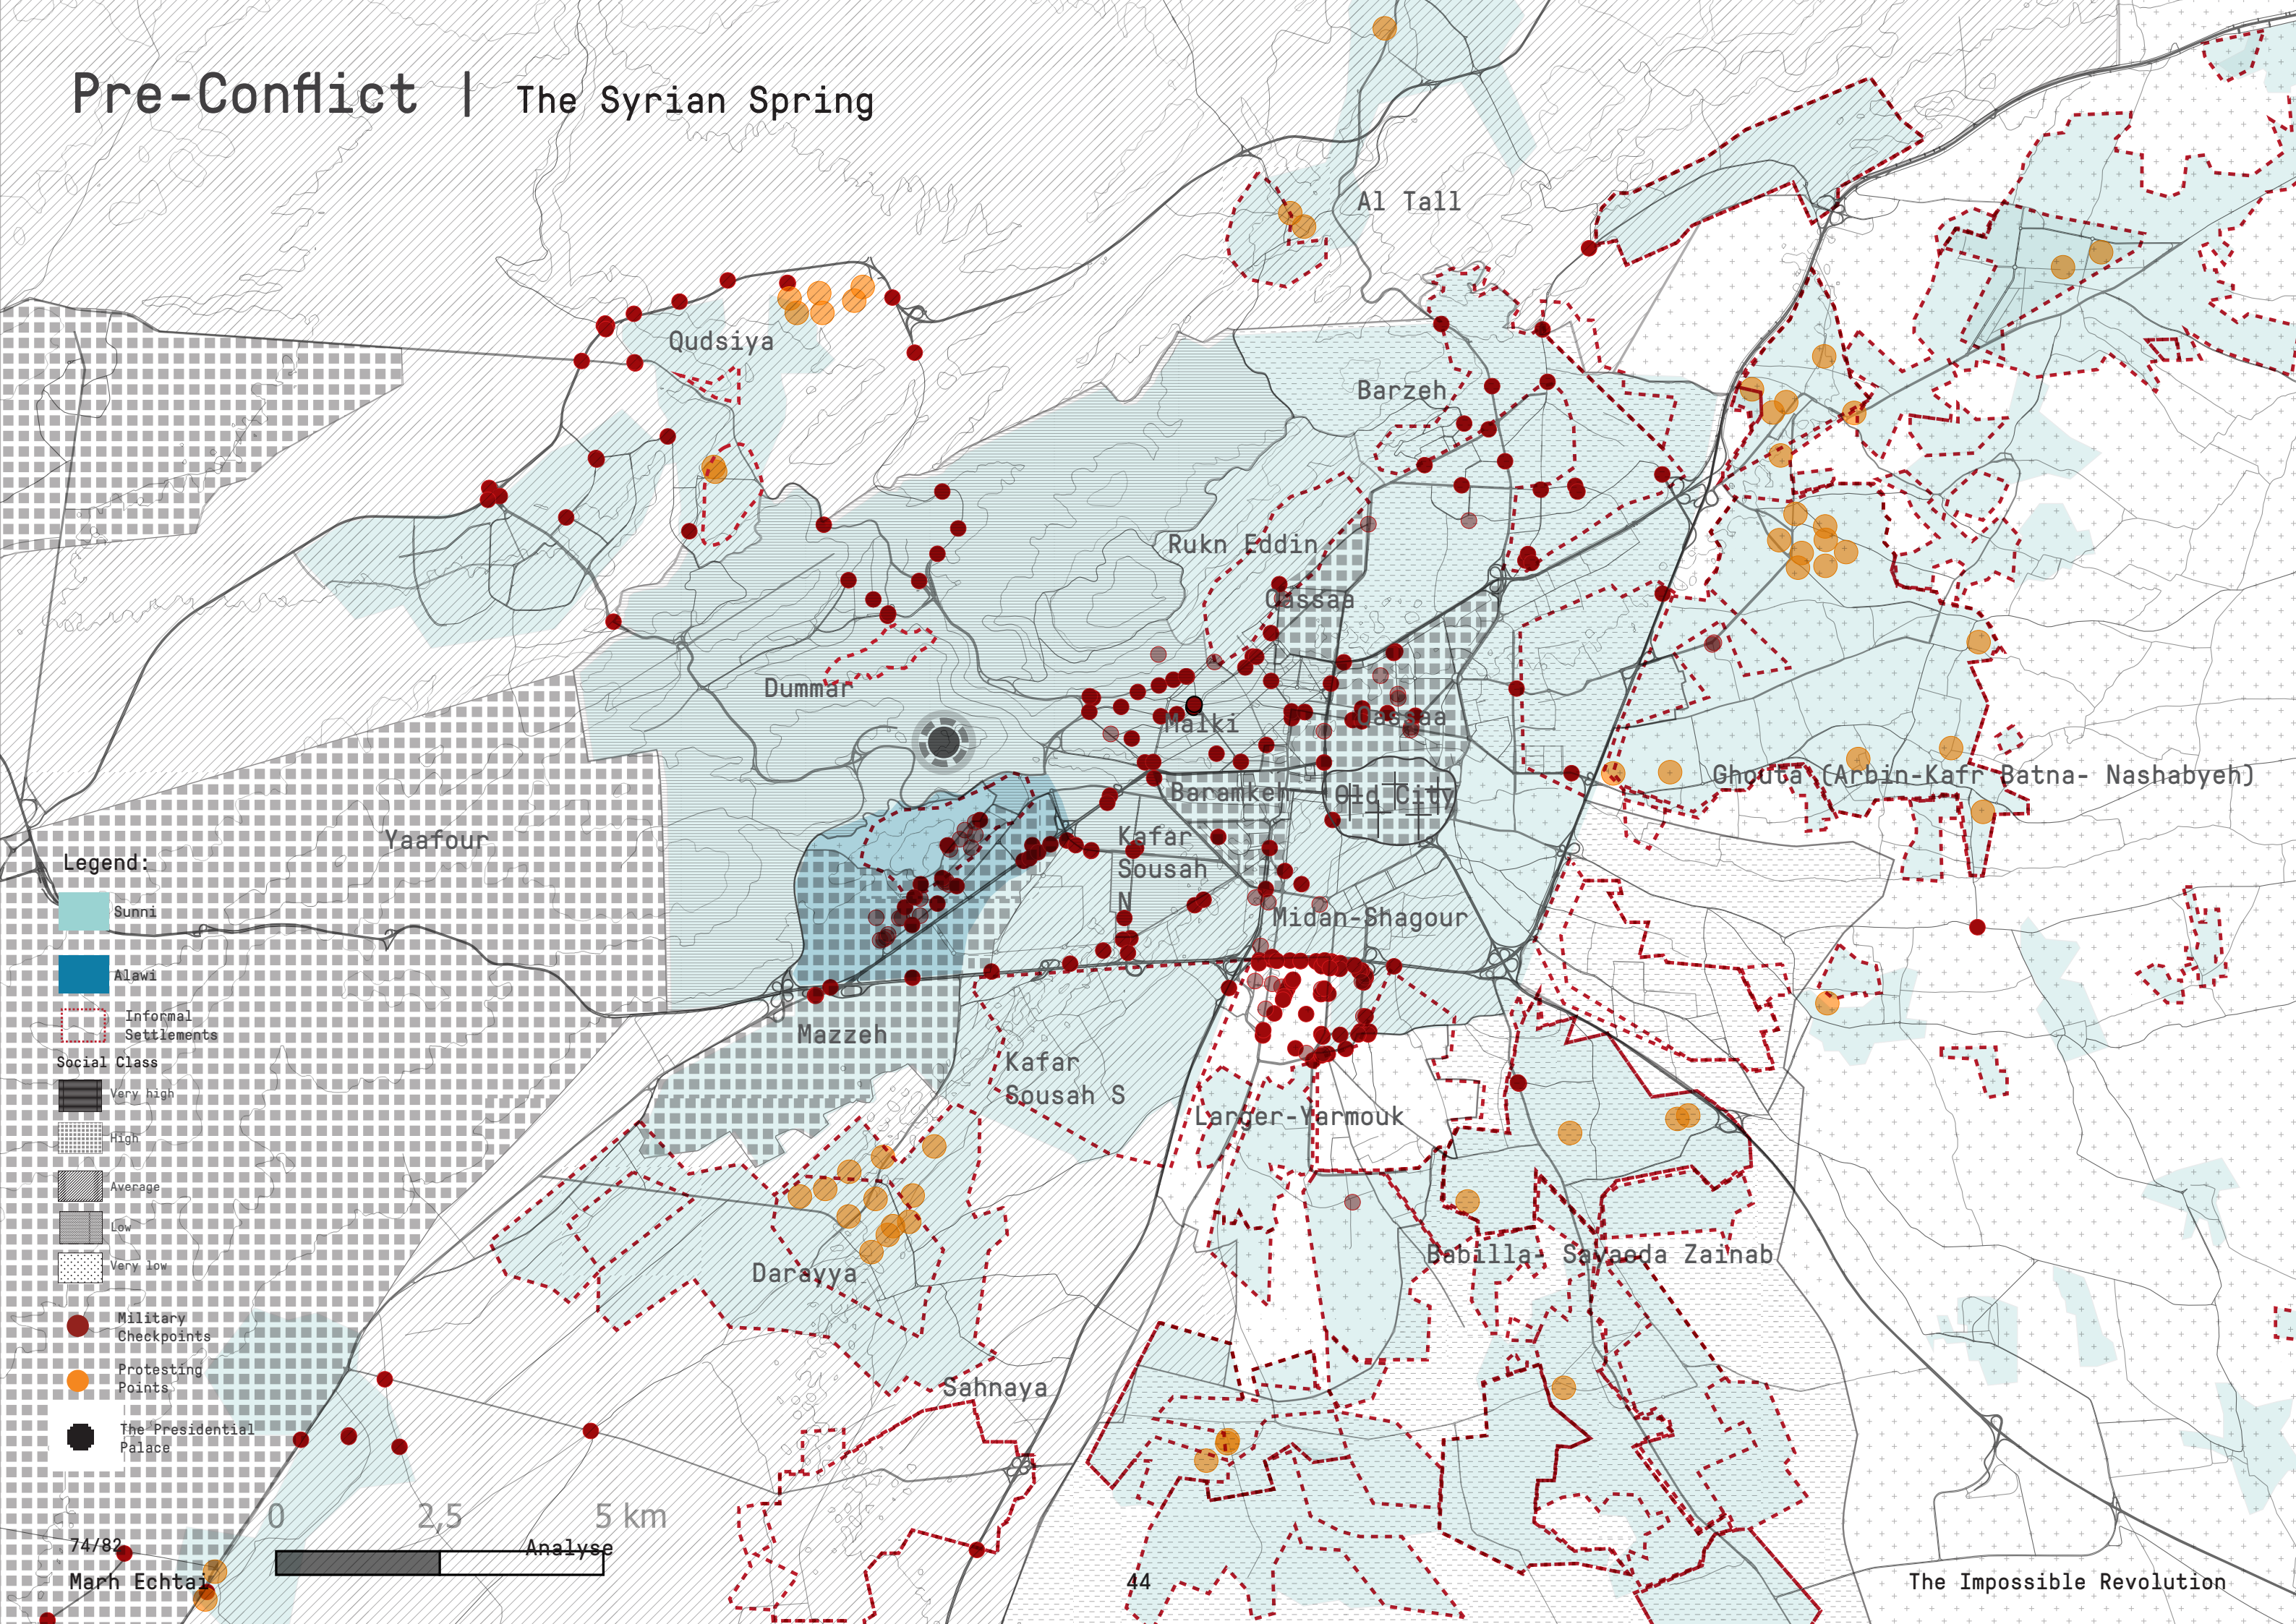 Pre-Conflict | The Syrian Spring
Al Tall
Qudsiya
Barzeh
Rukn Eddin
Qassaa
Dummar
Malki
Qassaa
Ghouta (Arbin-Kafr Batna- Nashabyeh)
Baramkeh
Old City
Yaafour
Kafar
Sousah
N
Midan-Shagour
Mazzeh
Kafar
Sousah S
Larger-Yarmouk
Babilla- Sayaeda Zainab
Darayya
Sahnaya
Legend:
Sunni
Alawi
Informal
Settlements
Social Class
Very high
High
Average
Low
Very low
Military
Checkpoints
Protesting
Points
The Presidential
Palace
0
2,5
5 km
74/82
Analyse
Marh Echtai
44
The Impossible Revolution